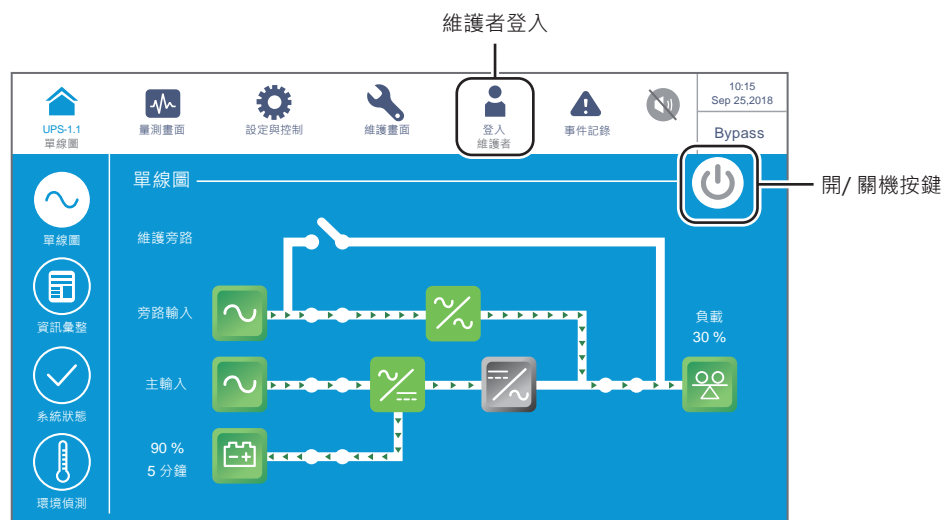 維護者登入
UPS-1.1
單線圖
量測畫面
設定與控制
維護畫面
登入
維護者
事件記錄
10:15
Sep 25,2018
Bypass
開/ 關機按鍵
單線圖
單線圖
資訊彙整
系統狀態
環境偵測
維護旁路
旁路輸入
主輸入
90 %
5 分鐘
負載
30 %